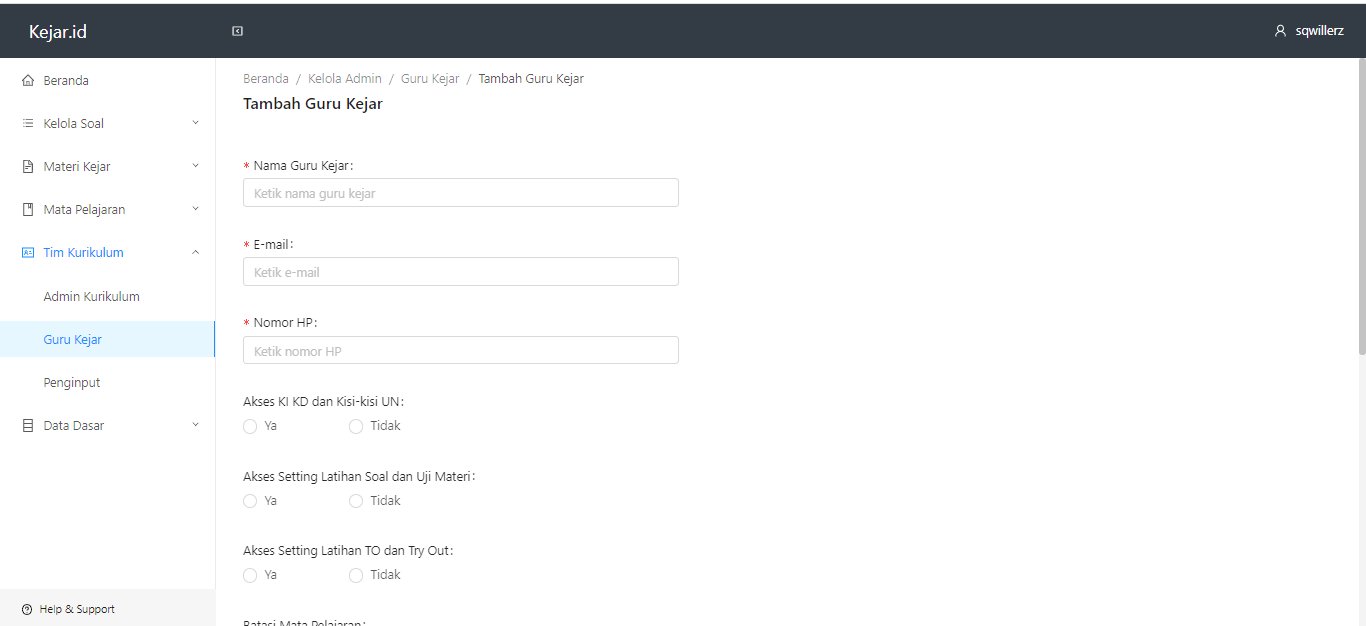 Kejar.id
sqwillerz
Beranda
Kelola Soal
Materi Kejar
Mata Pelajaran
Tim Kurikulum
Admin Kurikulum
Guru Kejar
Penginput
Data Dasar
Help & Support
Beranda / Kelola Admin / Guru Kejar / Tambah Guru Kejar
Tambah Guru Kejar
* Nama Guru Kejar:
Ketik nama guru kejar
* E-mail:
Ketik e-mail
* Nomor HP:
Ketik nomor HP
Akses KI KD dan Kisi-kisi UN:
Ya Tidak
Akses Setting Latihan Soal dan Uji Materi:
Ya Tidak
Akses Setting Latihan TO dan Try Out:
Ya Tidak
Batasi Mata Pelajaran: